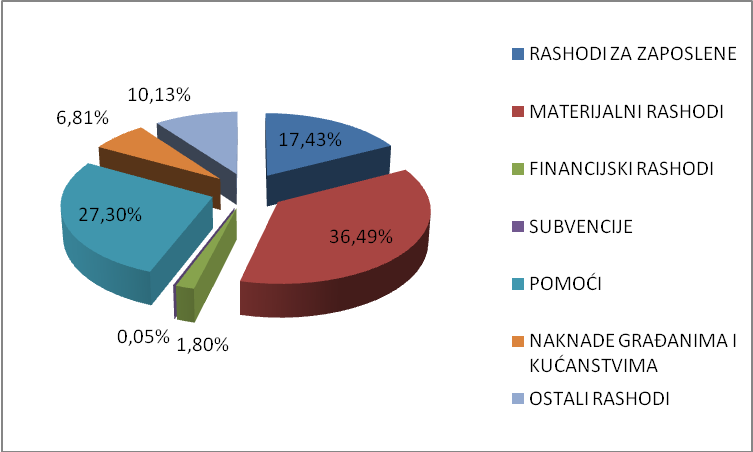 10,13%
6,81%
17,43%
27,30%
36,49%
0,05%
1,80%
RASHODI ZA ZAPOSLENE
MATERIJALNI RASHODI
FINANCIJSKI RASHODI
SUBVENCIJE
POMOĆI
NAKNADE GRAĐANIMA I
KUĆANSTVIMA
OSTALI RASHODI